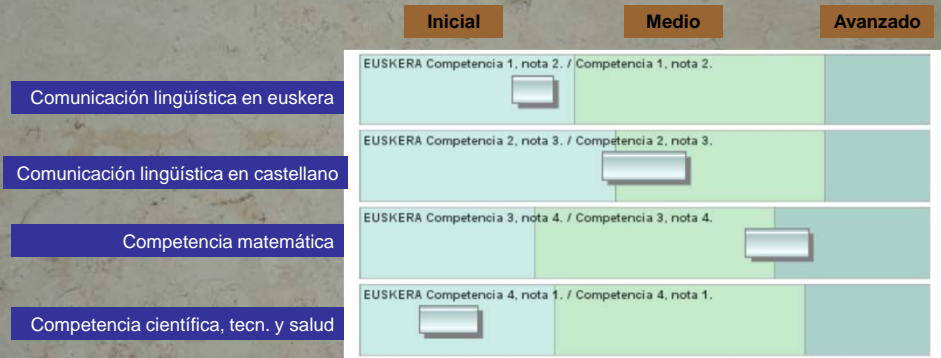 Inicial Medio Avanzado
EUSKERA Competencia 1, nota 2. / Competencia 1, nota 2.
Comunicación lingüística en euskera
EUSKERA Competencia 2, nota 3. / Competencia 2, nota 3.
Comunicación lingüística en castellano
EUSKERA Competencia 3, nota 4. / Competencia 3, nota 4.
Competencia matemática
EUSKERA Competencia 4, nota 1. / Competencia 4, nota 1.
Competencia científica, tecn. y salud